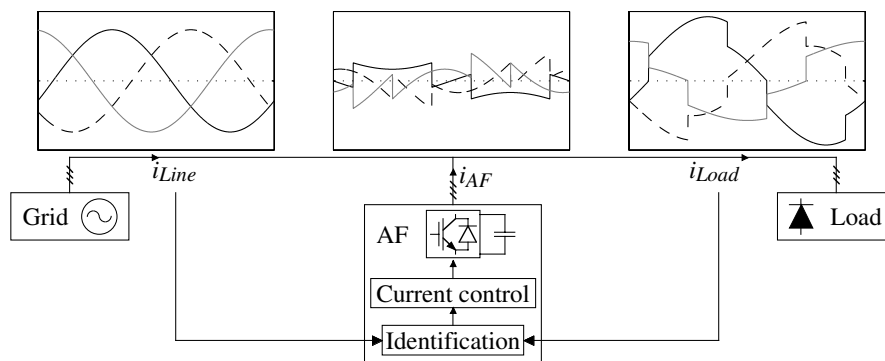 i_Line
i_AF
i_Load
Grid
AF
Load
Current control
Identification